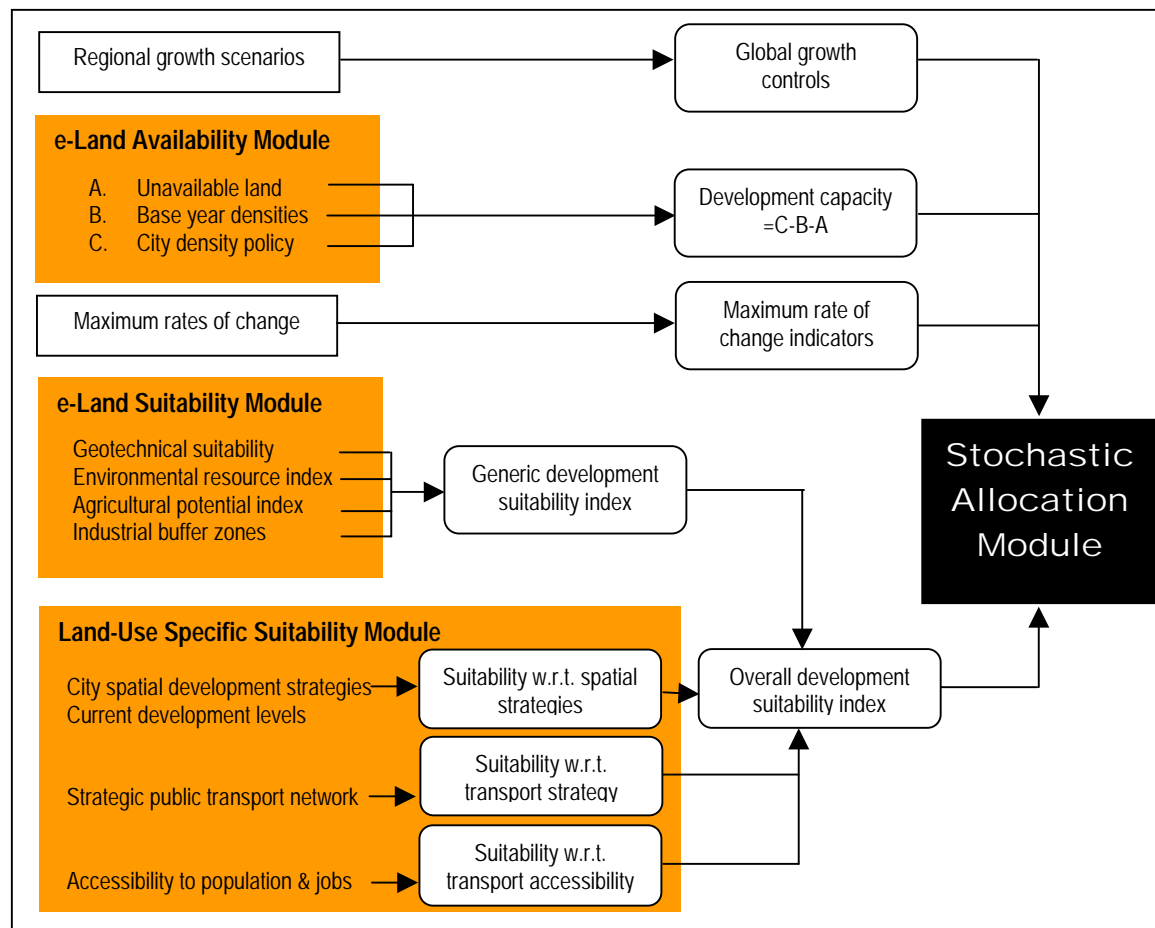 Regional growth scenarios
Global growth
controls
e-Land Availability Module
A. Unavailable land
B. Base year densities
C. City density policy
Development capacity
=C-B-A
Maximum rates of change
Maximum rate of
change indicators
e-Land Suitability Module
Geotechnical suitability
Environmental resource index
Agricultural potential index
Industrial buffer zones
Generic development
suitability index
Stochastic
Allocation
Module
Land-Use Specific Suitability Module
City spatial development strategies
Current development levels
Suitability w.r.t. spatial
strategies
Overall development
suitability index
Strategic public transport network
Suitability w.r.t.
transport strategy
Accessibility to population & jobs
Suitability w.r.t.
transport accessibility